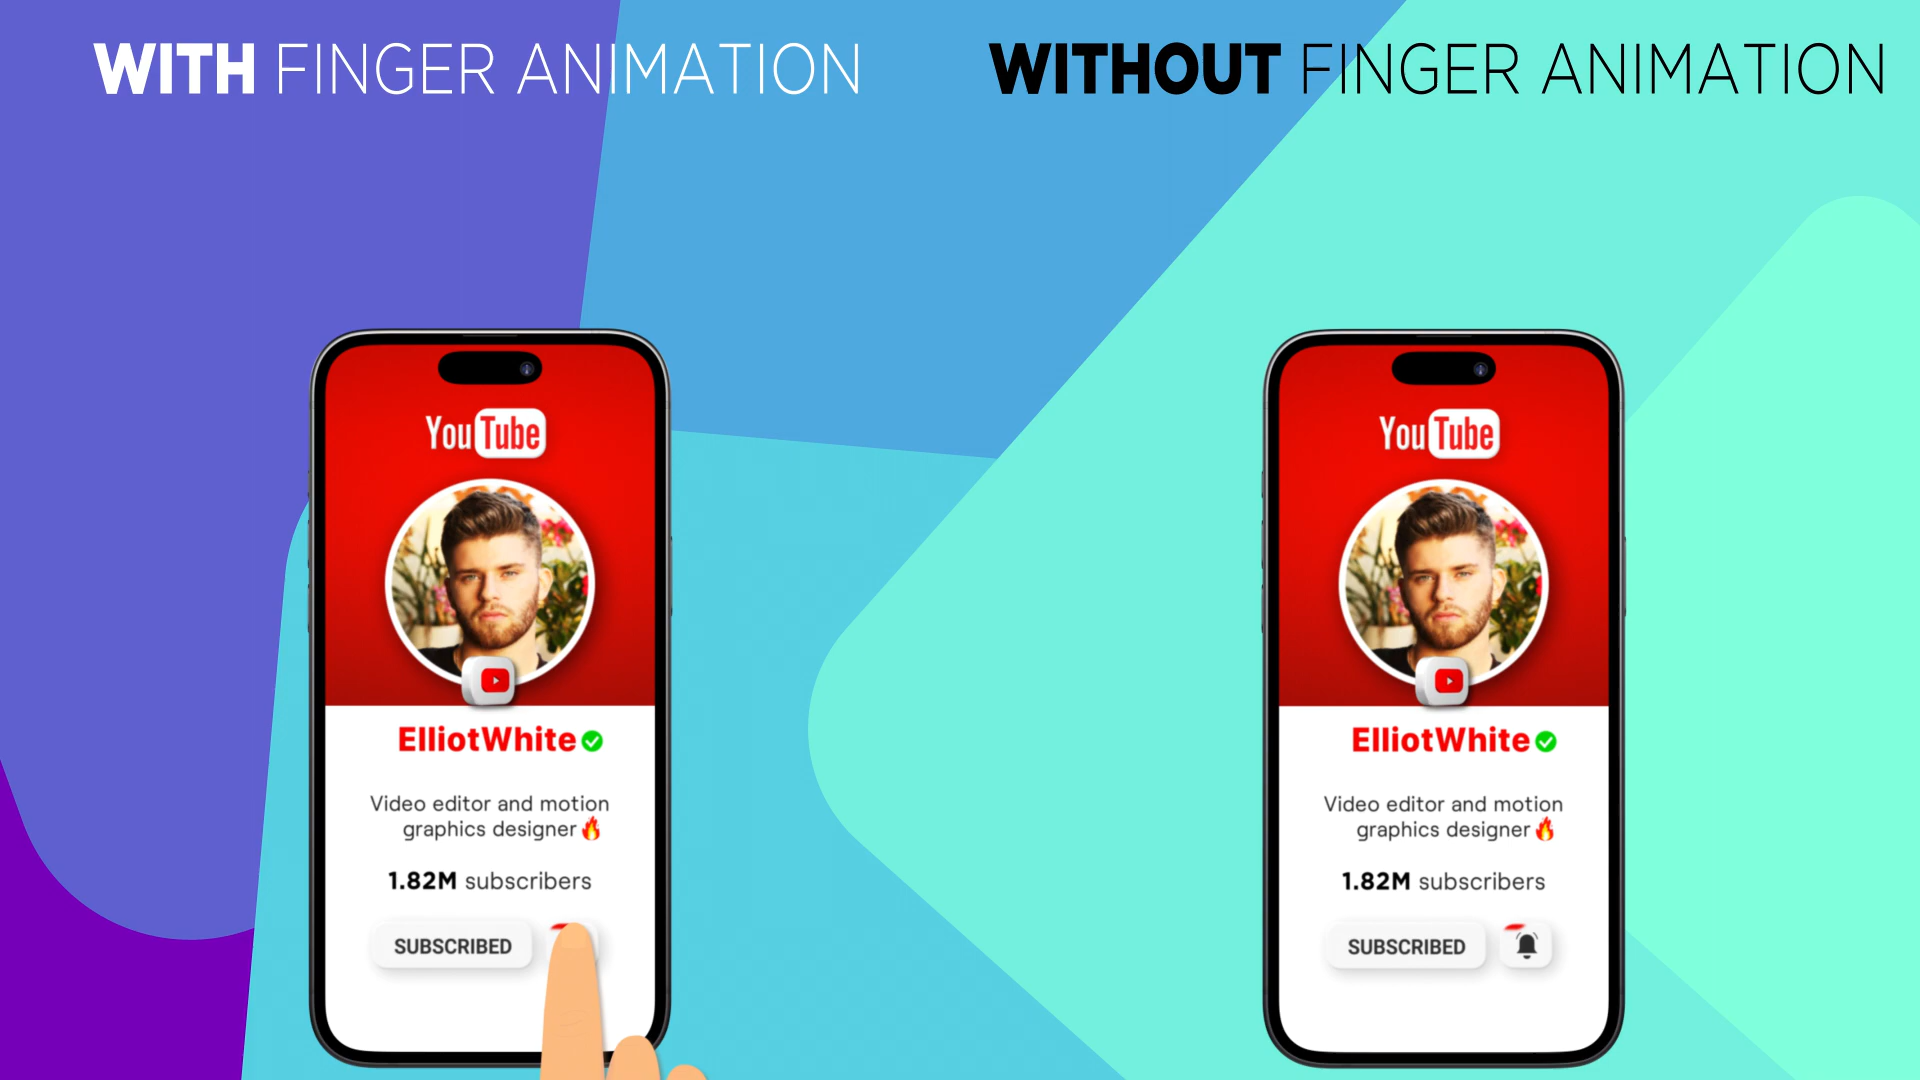 WITH FINGER ANIMATION
WITHOUT FINGER ANIMATION
YouTube
ElliotWhite
Video editor and motion
graphics designer
1.82M subscribers
SUBSCRIBED
YouTube
ElliotWhite
Video editor and motion
graphics designer
1.82M subscribers
SUBSCRIBED